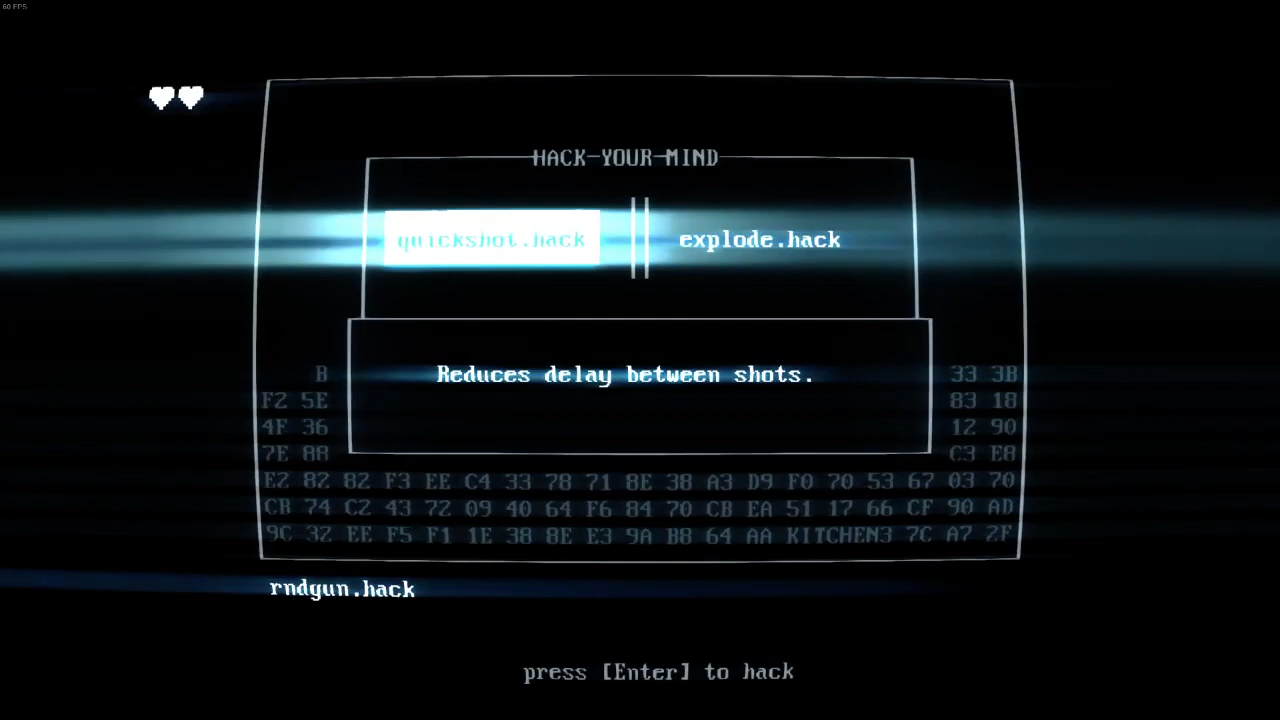 60 FPS
HACK-YOUR-MIND
quickshot.hack explode.hack
Reduces delay between shots.
B 33 3B
F2 5E 83 18
4F 36 12 90
7E 88 C3 E8
E2 82 82 F3 EE C4 33 78 71 8E 38 A3 D9 F0 70 53 67 03 70
CB 74 C2 43 72 09 40 64 F6 84 70 CB EA 51 17 66 CF 90 AD
9C 32 EE F5 F1 1E 38 8E E3 9A B8 64 AA KITCHEN3 7C A7 2F
rndgun.hack
press [Enter] to hack